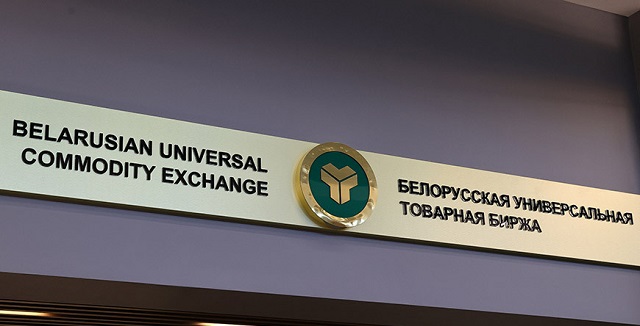 BELARUSIAN UNIVERSAL
COMMODITY EXCHANGE
БЕЛОРУССКАЯ УНИВЕРСАЛЬНАЯ
ТОВАРНАЯ БИРЖА